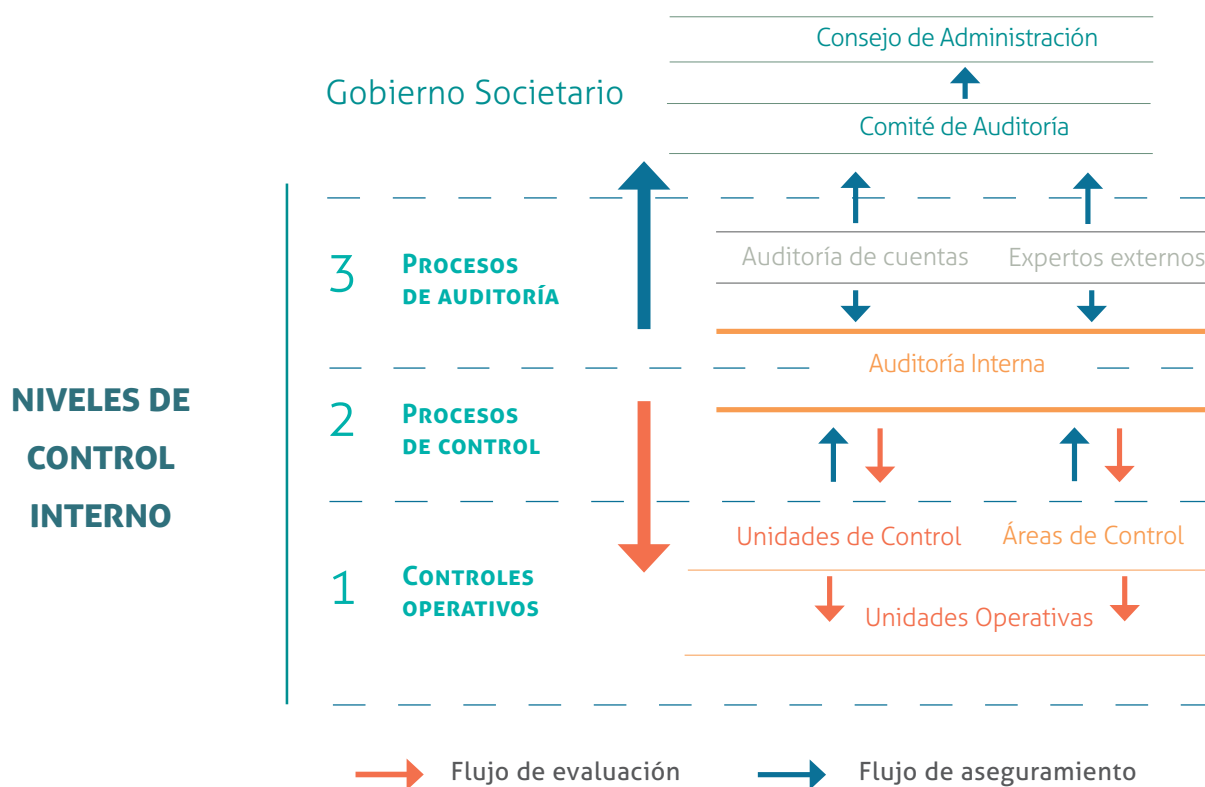 Consejo de Administración
Gobierno Societario
Comité de Auditoría
3
PROCESOS
DE AUDITORÍA
Auditoría de cuentas
Expertos externos
Auditoría Interna
NIVELES DE
CONTROL
INTERNO
2
PROCESOS
DE CONTROL
Unidades de Control
Áreas de Control
1
CONTROLES
OPERATIVOS
Unidades Operativas
Flujo de evaluación
Flujo de aseguramiento